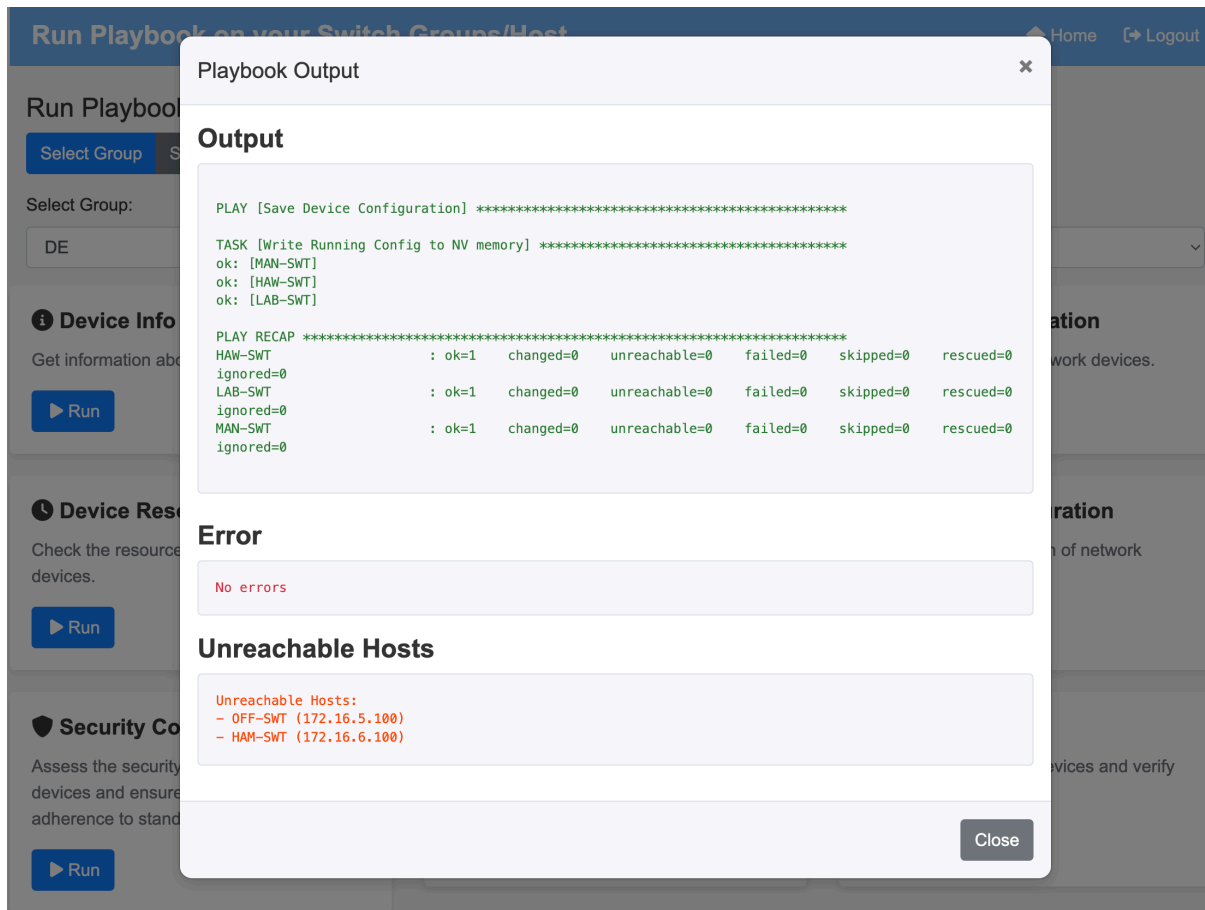 Run Playbook on your Switch Groups/Host
Home
Logout
Run Playbook
Select Group
S
Select Group:
DE
Device Info
Get information abo
Run
Device Reso
Check the resource
devices.
Run
Security Co
Assess the security
devices and ensure
adherence to stand
Run
ation
work devices.
ration
n of network
evices and verify
Playbook Output
×
Output
PLAY [Save Device Configuration] ***********************************************
TASK [Write Running Config to NV memory] ***************************************
ok: [MAN-SWT]
ok: [HAW-SWT]
ok: [LAB-SWT]
PLAY RECAP *********************************************************************
HAW-SWT : ok=1 changed=0 unreachable=0 failed=0 skipped=0 rescued=0
ignored=0
LAB-SWT : ok=1 changed=0 unreachable=0 failed=0 skipped=0 rescued=0
ignored=0
MAN-SWT : ok=1 changed=0 unreachable=0 failed=0 skipped=0 rescued=0
ignored=0
Error
No errors
Unreachable Hosts
Unreachable Hosts:
- OFF-SWT (172.16.5.100)
- HAM-SWT (172.16.6.100)
Close